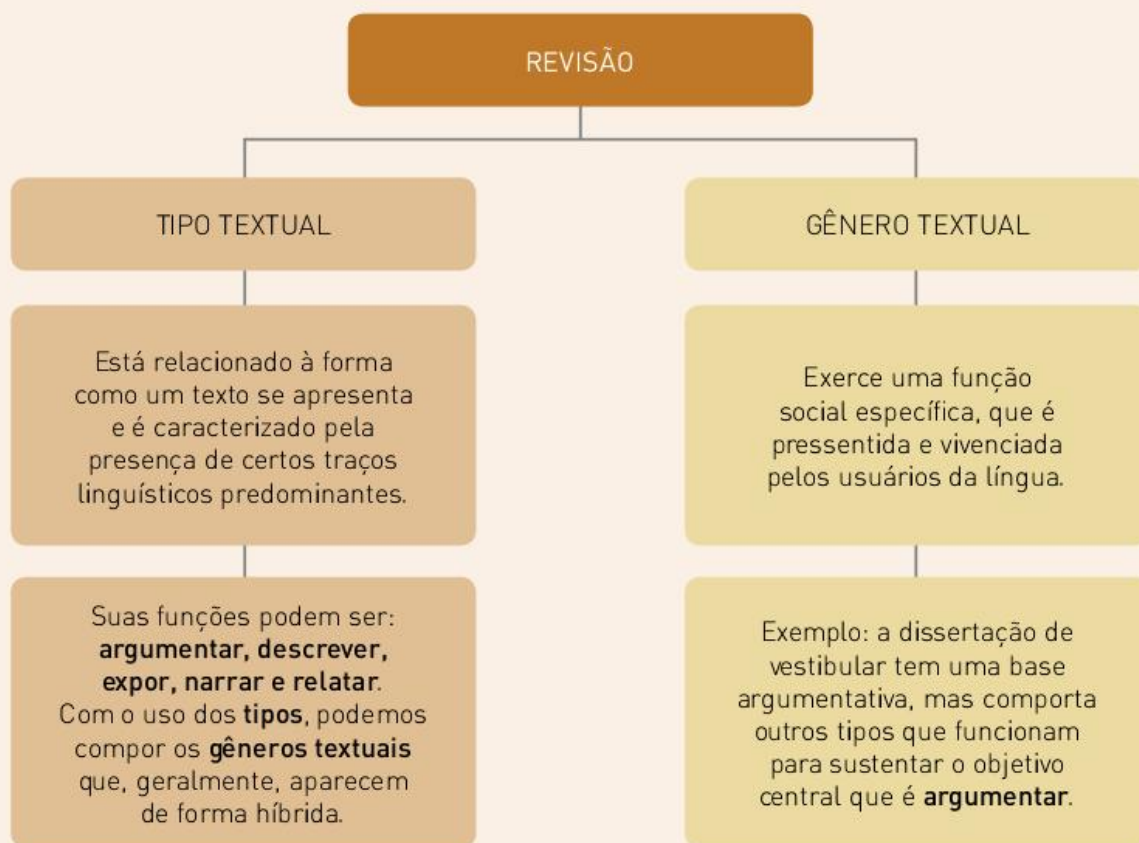 REVISÃO
TIPO TEXTUAL
Está relacionado à forma
como um texto se apresenta
e é caracterizado pela
presença de certos traços
linguísticos predominantes.
Suas funções podem ser:
argumentar, descrever,
expor, narrar e relatar.
Com o uso dos tipos, podemos
compor os gêneros textuais
que, geralmente, aparecem
de forma híbrida.
GÊNERO TEXTUAL
Exerce uma função
social específica, que é
pressentida e vivenciada
pelos usuários da língua.
Exemplo: a dissertação de
vestibular tem uma base
argumentativa, mas comporta
outros tipos que funcionam
para sustentar o objetivo
central que é argumentar.